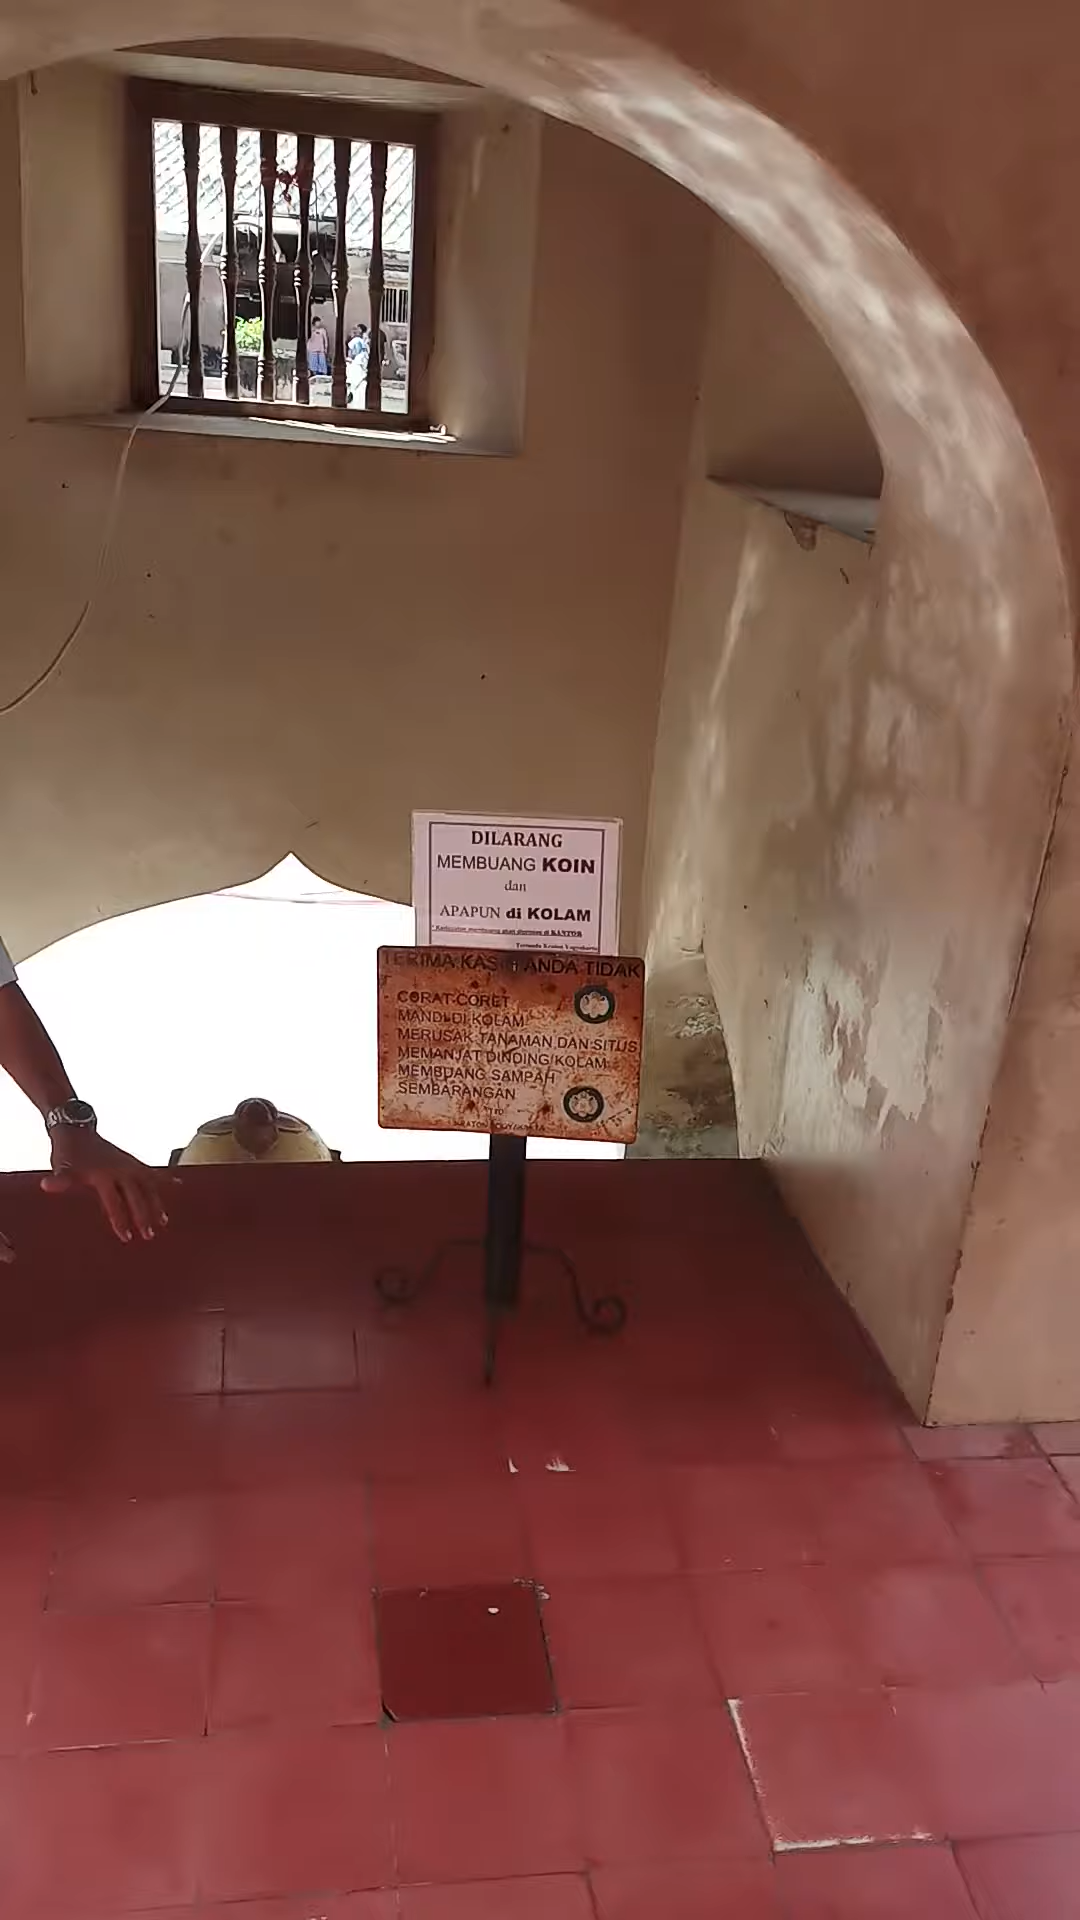 DILARANG
MEMBUANG KOIN
dan
APAPUN di KOLAM
KANTOR
TERIMA KASIH ANDA TIDAK
CORAT-CORET
MANDI DI KOLAM
MERUSAK TANAMAN DAN SITUS
MEMANJAT DINDING KOLAM
MEMBUANG SAMPAH
SEMBARANGAN